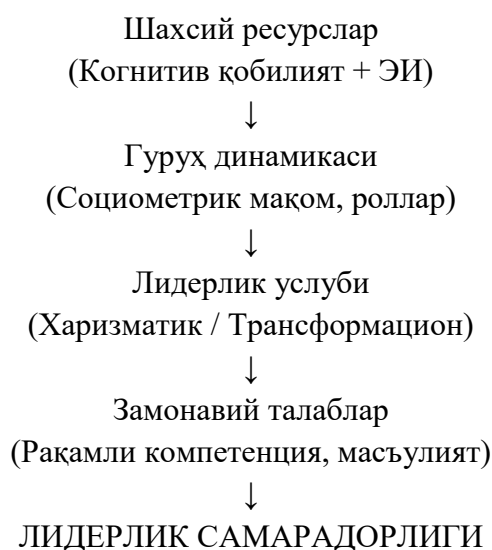 Шахсий ресурслар
(Когнитив қобилият + ЭИ)
↓
Гуруҳ динамикаси
(Социометрик мақом, роллар)
↓
Лидерлик услуби
(Харизматик / Трансформацион)
↓
Замонавий талаблар
(Рақамли компетенция, масъулият)
↓
ЛИДЕРЛИК САМАРАДОРЛИГИ